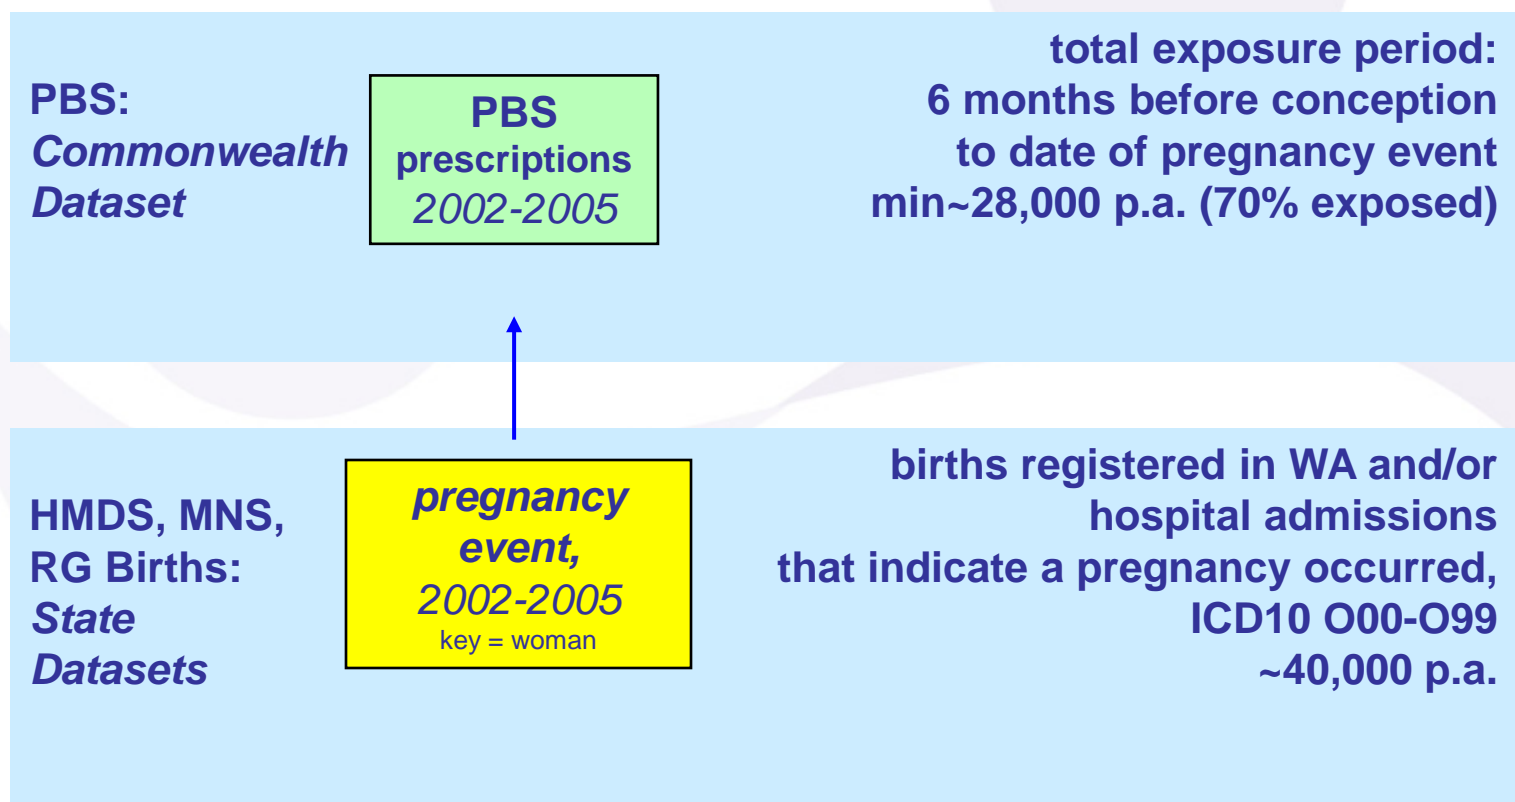 PBS:
Commonwealth
Dataset
PBS
prescriptions
2002-2005
total exposure period:
6 months before conception
to date of pregnancy event
min~28,000 p.a. (70% exposed)
HMDS, MNS,
RG Births:
State
Datasets
pregnancy
event,
2002-2005
key = woman
births registered in WA and/or
hospital admissions
that indicate a pregnancy occurred,
ICD10 O00-O99
~40,000 p.a.